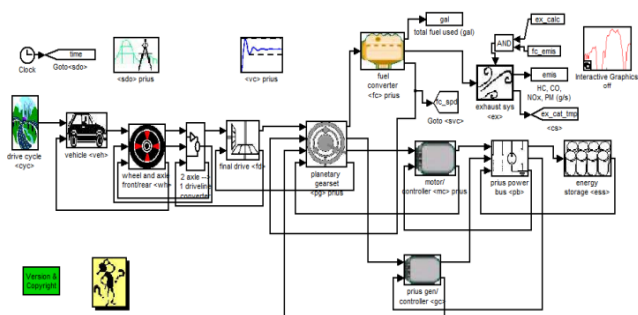 time
Clock
Goto<sdo>
<sdo> prius
<vc> prius
gal
total fuel used (gal)
fuel
converter
<fc> prius
ex_calc
AND
fc_emis
emis
HC, CO,
NOx, PM (g/s)
exhaust sys
<ex>
ex_cat_tmp
<cs>
fc_spd
Goto <svc>
Interactive Graphics
off
drive cycle
<cyc>
vehicle <veh>
wheel and axle
front/rear <wh>
2 axle -->
1 driveline
converter
final drive <fd>
planetary
gearset
<pg> prius
motor/
controller <mc> prius
prius power
bus <pb>
energy
storage <ess>
prius gen/
controller <gc>
Version &
Copyright